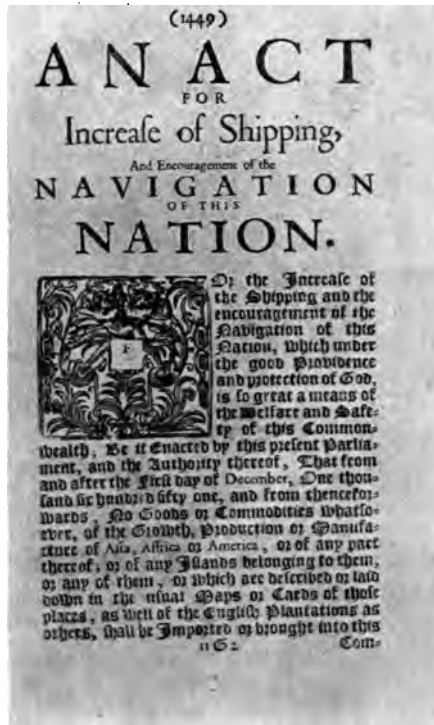 (1449)
AN ACT
FOR
Increaſe of Shipping,
And Encouragement of the
NAVIGATION
OF THIS
NATION.
FOr the Increaſe of
the Shipping and the
encouragement of the
Navigation of this
Nation, which under
the good Providence
and protection of God,
is ſo great a means of
the Welfare and Safe-
ty of this Common-
wealth, Be it Enacted by this preſent Parlia-
ment, and the Authority thereof, That from
and after the Firſt day of December, One thou-
ſand ſix hundred fifty one, and from thencefor-
wards, No Goods or Commodities whatſo-
ever, of the Growth, Production or Manufa-
cture of Aſia, Affrica or America, or of any part
thereof; or of any Iſlands belonging to them,
or any of them, or which are deſcribed or laid
down in the uſual Maps or Cards of thoſe
places, as well of the Engliſh Plantations as
others, ſhall be Imported or brought into this
11 G 2 Com-